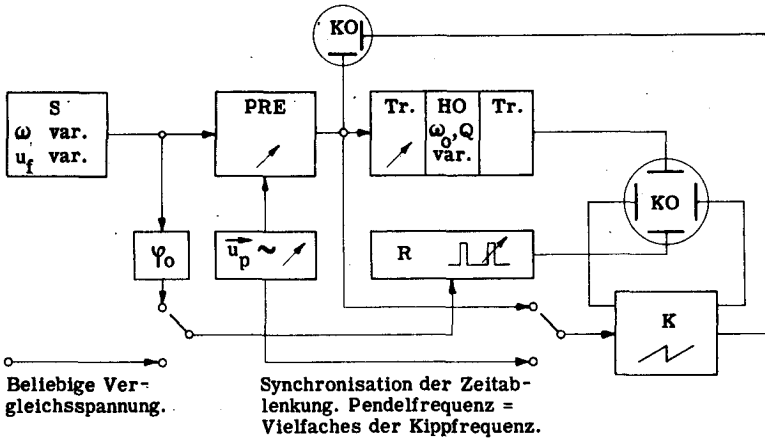 KO
S
ω var.
u_f var.
PRE
Tr.
HO
ω_o, Q
var.
Tr.
KO
φo
u_p ~
R
K
Beliebige Ver-
gleichsspannung.
Synchronisation der Zeitab-
lenkung. Pendelfrequenz =
Vielfaches der Kippfrequenz.